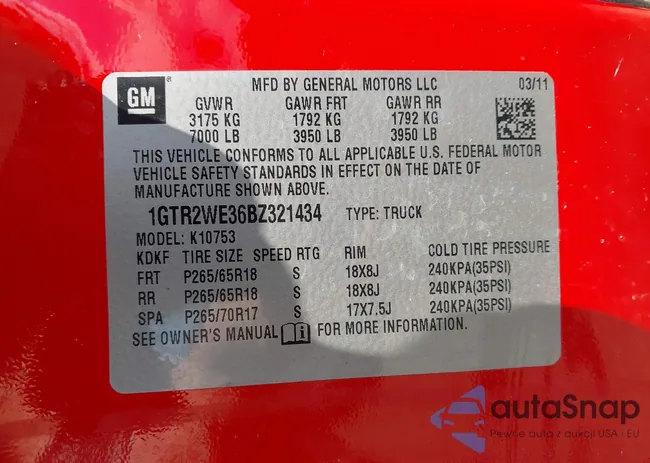 GM ® MFD BY GENERAL MOTORS LLC 03/11
GVWR GAWR FRT GAWR RR
3175 KG 1792 KG 1792 KG
7000 LB 3950 LB 3950 LB
THIS VEHICLE CONFORMS TO ALL APPLICABLE U.S. FEDERAL MOTOR
VEHICLE SAFETY STANDARDS IN EFFECT ON THE DATE OF
MANUFACTURE SHOWN ABOVE.
1GTR2WE36BZ321434 TYPE: TRUCK
MODEL: K10753
KDKF TIRE SIZE SPEED RTG RIM COLD TIRE PRESSURE
FRT P265/65R18 S 18X8J 240KPA(35PSI)
RR P265/65R18 S 18X8J 240KPA(35PSI)
SPA P265/70R17 S 17X7.5J 240KPA(35PSI)
SEE OWNER'S MANUAL FOR MORE INFORMATION.
autaSnap
Pewne auta z aukcji USA - EU